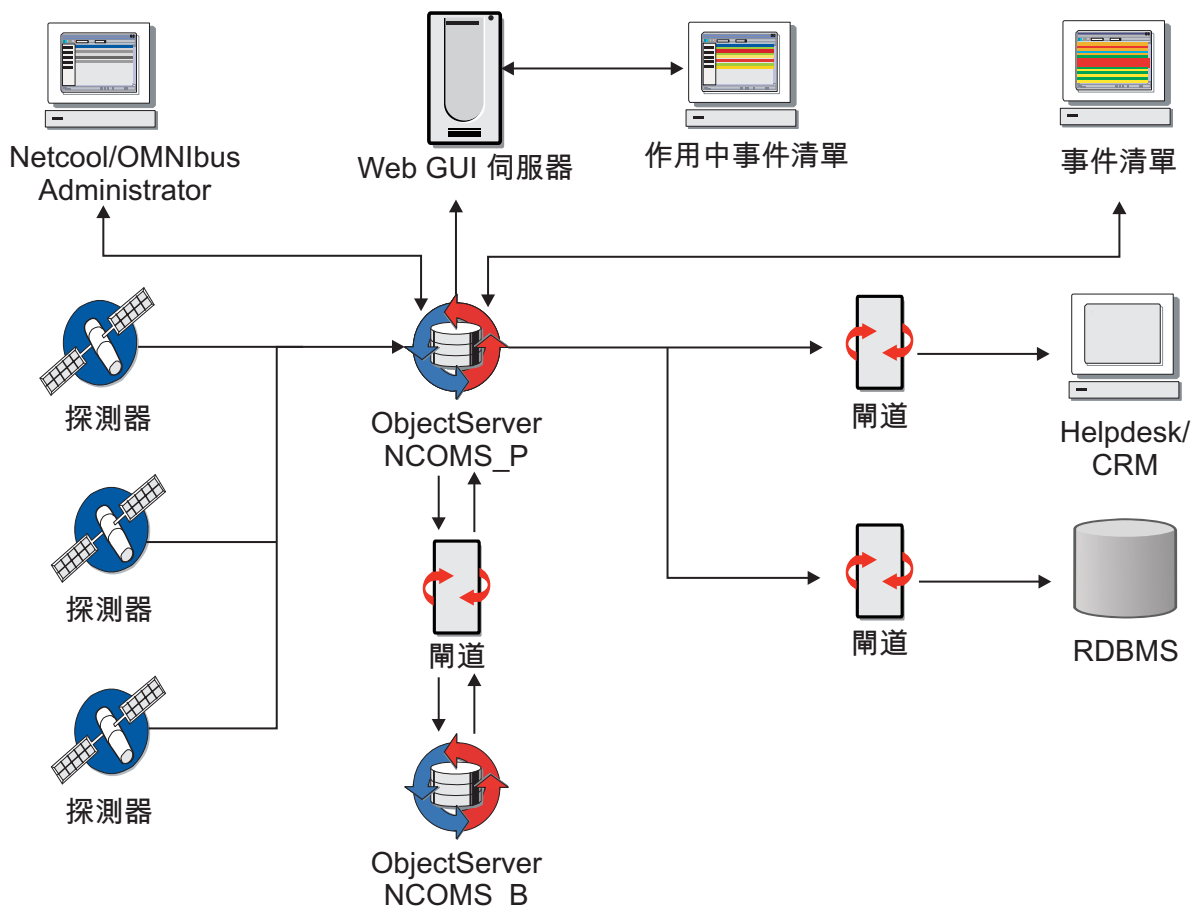 Netcool/OMNIbus
Administrator
Web GUI 伺服器
作用中事件清單
事件清單
探測器
ObjectServer
NCOMS_P
閘道
Helpdesk/
CRM
探測器
閘道
閘道
RDBMS
探測器
ObjectServer
NCOMS_B